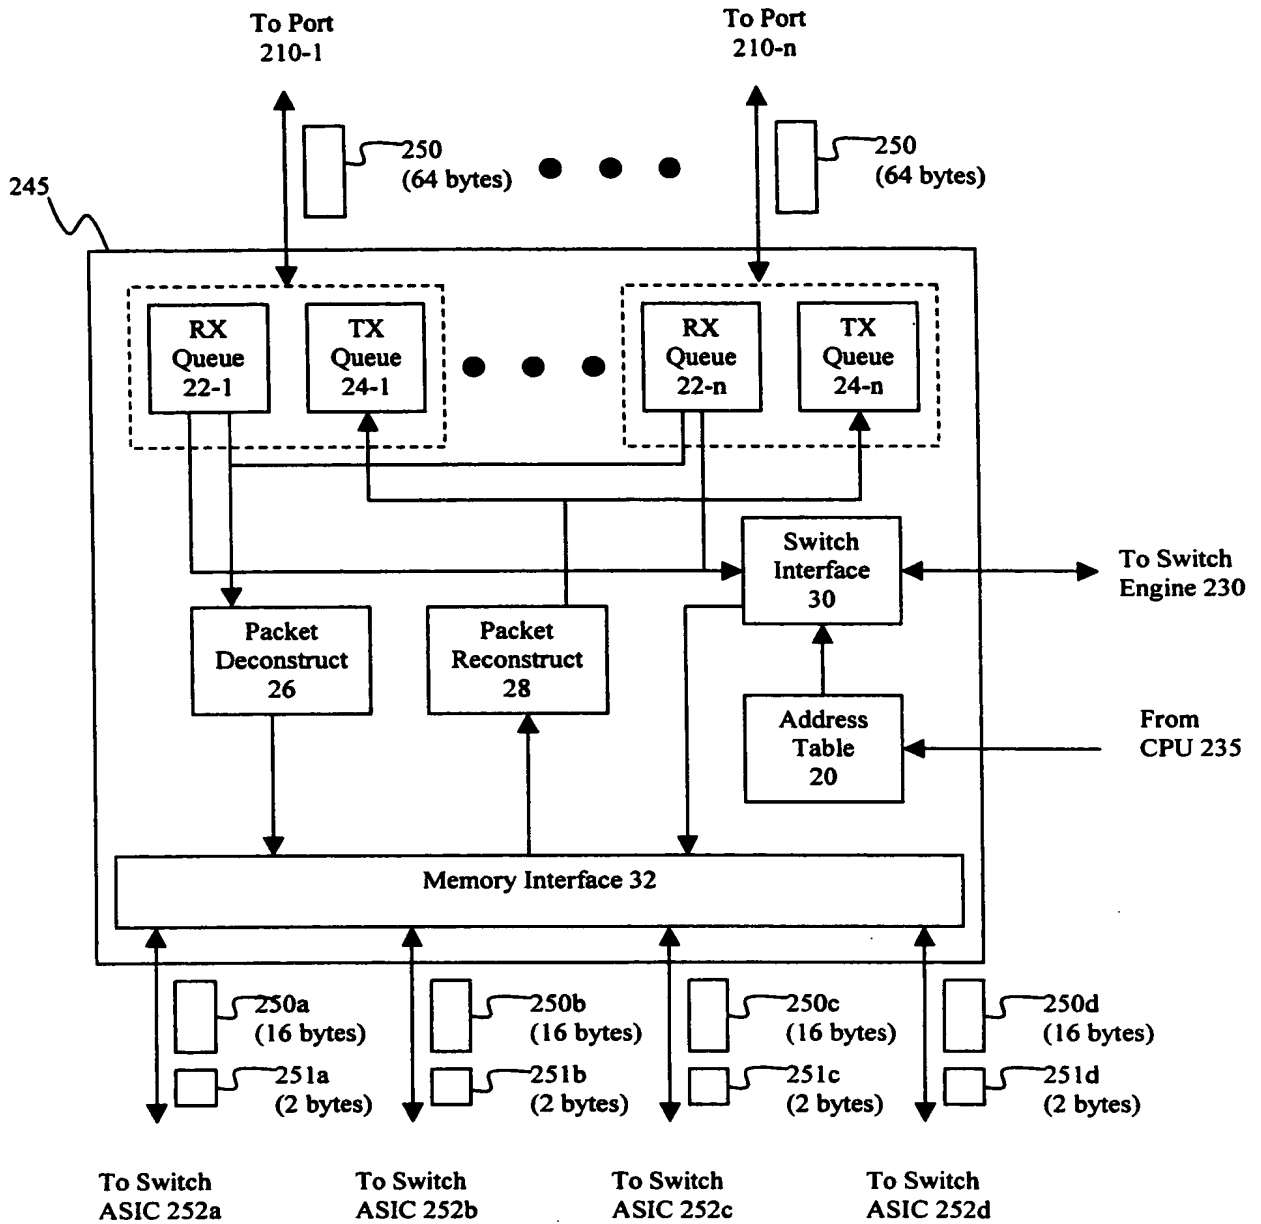 To Port
210-1
To Port
210-n
250
(64 bytes)
250
(64 bytes)
245
RX
Queue
22-1
TX
Queue
24-1
RX
Queue
22-n
TX
Queue
24-n
Switch
Interface
30
To Switch
Engine 230
Packet
Deconstruct
26
Packet
Reconstruct
28
Address
Table
20
From
CPU 235
Memory Interface 32
250a
(16 bytes)
250b
(16 bytes)
250c
(16 bytes)
250d
(16 bytes)
251a
(2 bytes)
251b
(2 bytes)
251c
(2 bytes)
251d
(2 bytes)
To Switch
ASIC 252a
To Switch
ASIC 252b
To Switch
ASIC 252c
To Switch
ASIC 252d